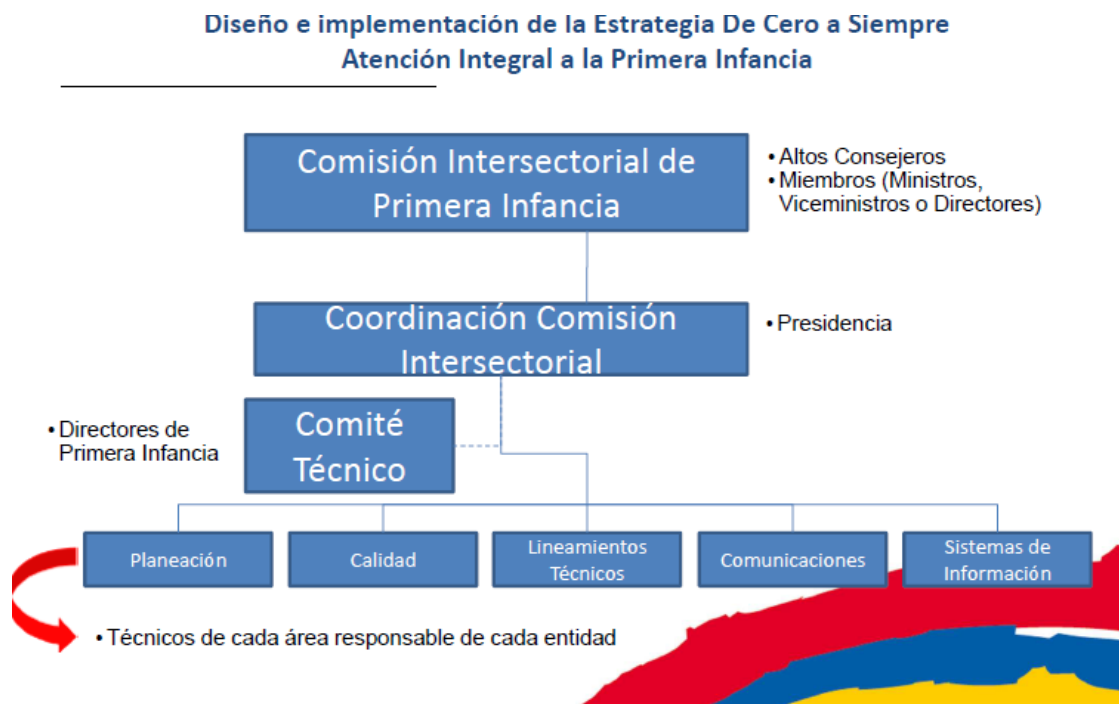 Diseño e implementación de la Estrategia De Cero a Siempre
Atención Integral a la Primera Infancia
Comisión Intersectorial de
Primera Infancia
• Altos Consejeros
• Miembros (Ministros,
Viceministros o Directores)
Coordinación Comisión
Intersectorial
• Presidencia
• Directores de
Primera Infancia
Comité
Técnico
Planeación
Calidad
Lineamientos
Técnicos
Comunicaciones
Sistemas de
Información
• Técnicos de cada área responsable de cada entidad